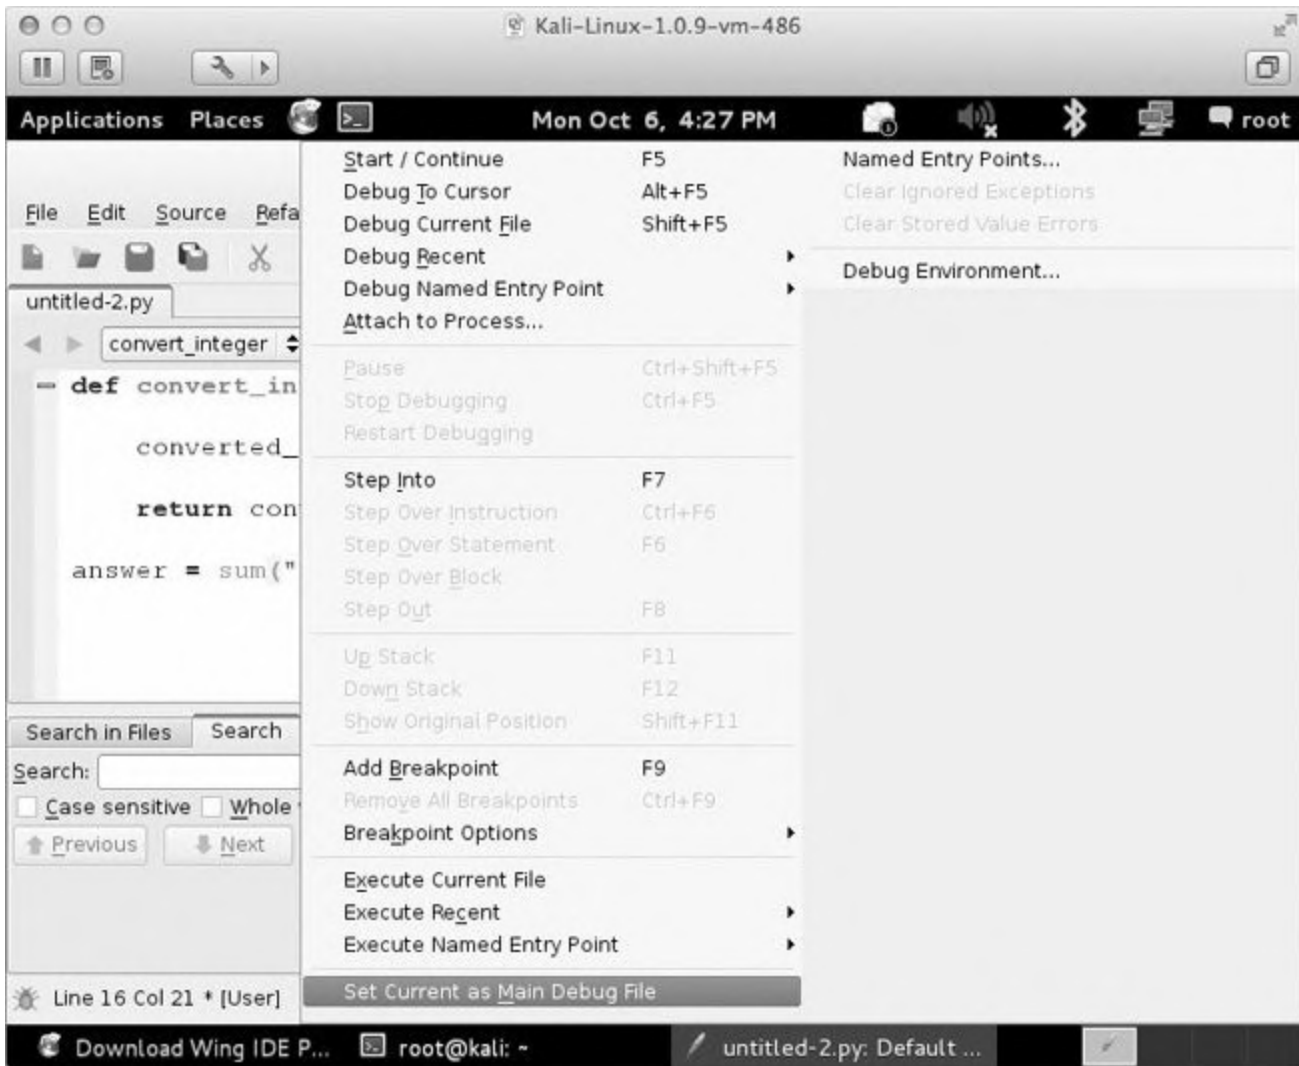 Kali-Linux-1.0.9-vm-486
Applications Places Mon Oct 6, 4:27 PM root
File Edit Source Refa
untitled-2.py
convert_integer
def convert_in
converted_
return con
answer = sum("
Search in Files Search
Search:
Case sensitive Whole
Previous Next
Line 16 Col 21 * [User]
Start / Continue F5
Debug To Cursor Alt+F5
Debug Current File Shift+F5
Debug Recent
Debug Named Entry Point
Attach to Process...
Pause Ctrl+Shift+F5
Stop Debugging Ctrl+F5
Restart Debugging
Step Into F7
Step Over Instruction Ctrl+F6
Step Over Statement F6
Step Over Block
Step Out F8
Up Stack F11
Down Stack F12
Show Original Position Shift+F11
Add Breakpoint F9
Remove All Breakpoints Ctrl+F9
Breakpoint Options
Execute Current File
Execute Recent
Execute Named Entry Point
Set Current as Main Debug File
Named Entry Points...
Clear Ignored Exceptions
Clear Stored Value Errors
Debug Environment...
Download Wing IDE P... root@kali: ~ untitled-2.py: Default ...